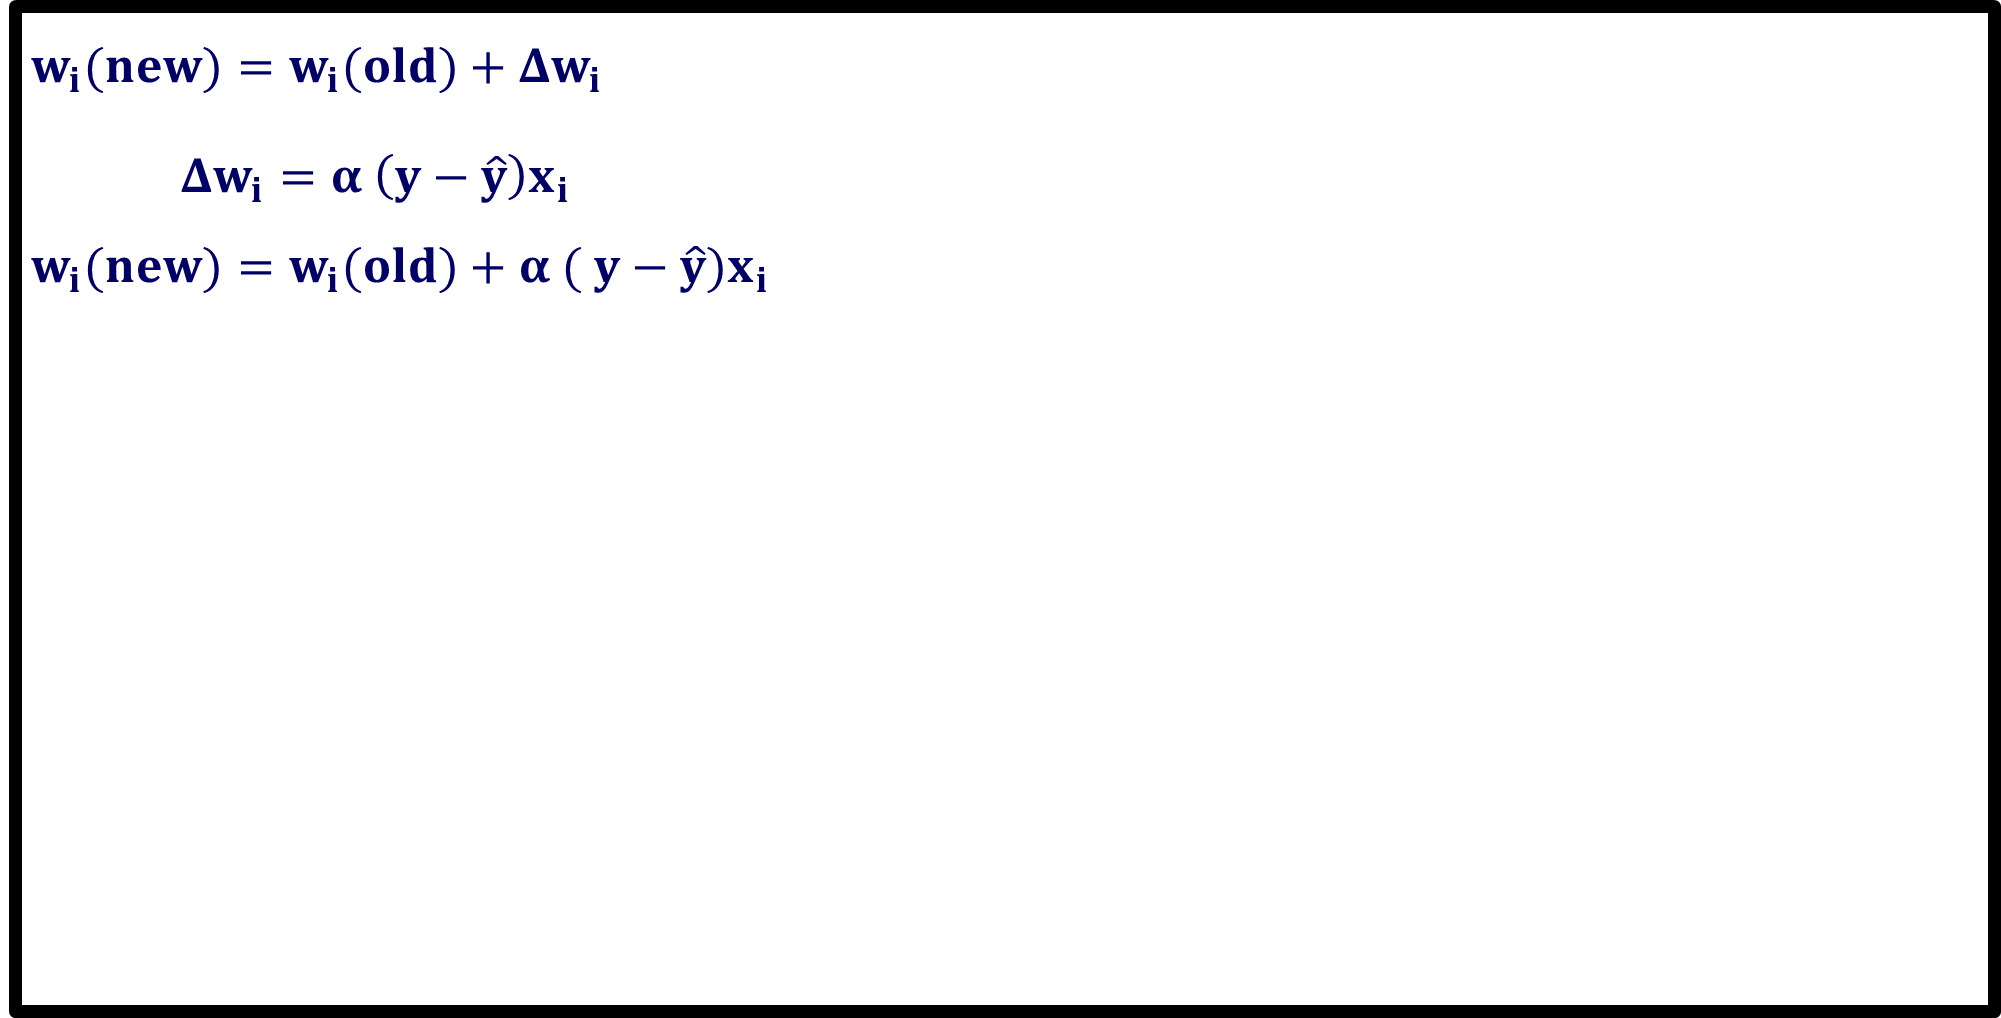 wᵢ(new) = wᵢ(old) + Δwᵢ
Δwᵢ = α (y − ŷ)xᵢ
wᵢ(new) = wᵢ(old) + α ( y − ŷ)xᵢ